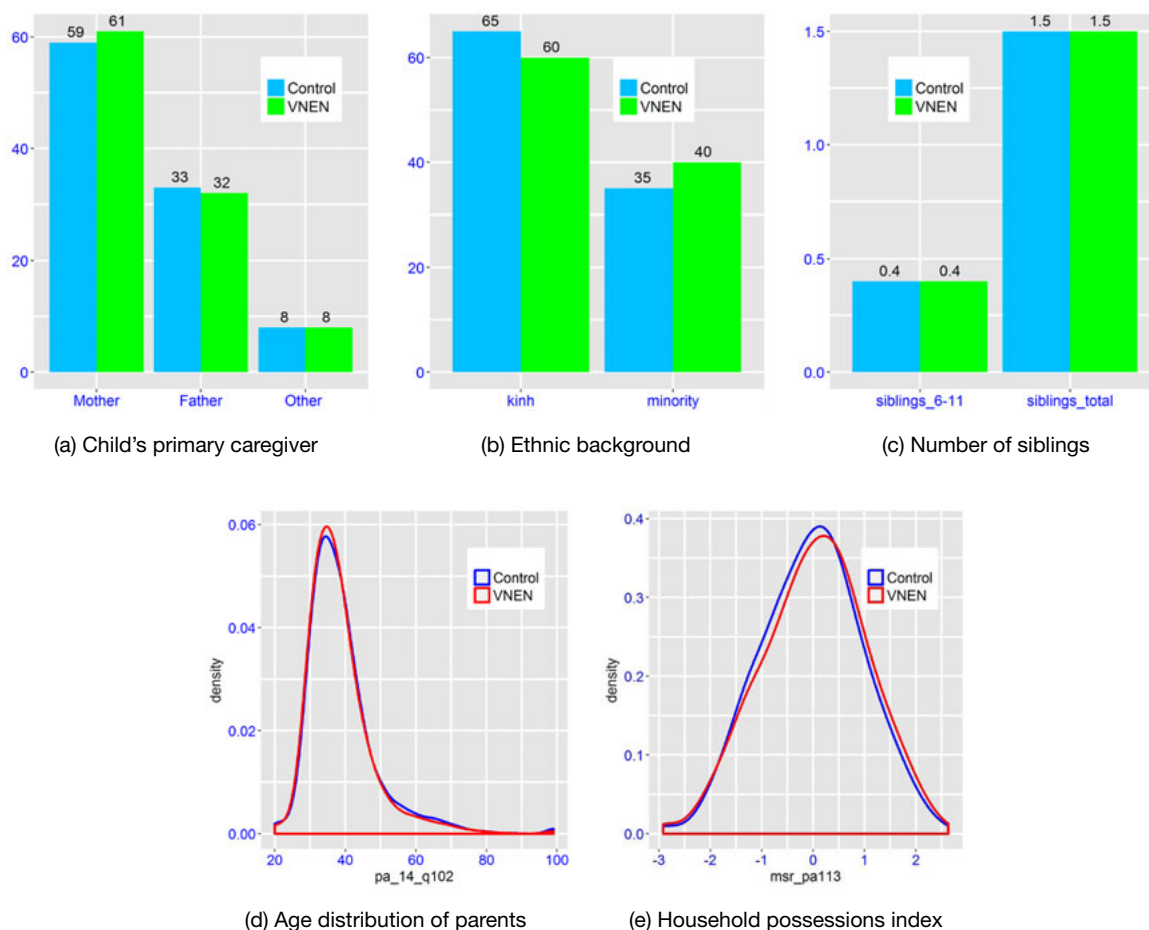 60
40
20
0
59
61
33
32
8
8
Control
VNEN
Mother
Father
Other
(a) Child's primary caregiver
60
40
20
0
65
60
35
40
Control
VNEN
kinh
minority
(b) Ethnic background
1.5
1.0
0.5
0.0
0.4
0.4
1.5
1.5
Control
VNEN
siblings_6-11
siblings_total
(c) Number of siblings
density
0.06
0.04
0.02
0.00
Control
VNEN
20
40
60
80
100
pa_14_q102
(d) Age distribution of parents
density
0.4
0.3
0.2
0.1
0.0
Control
VNEN
-3
-2
-1
0
1
2
msr_pa113
(e) Household possessions index